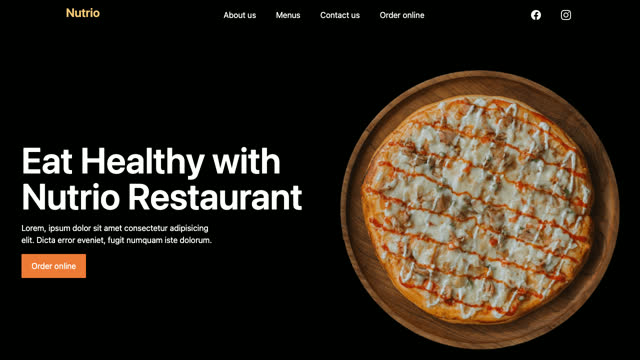 Nutrio
About us
Menus
Contact us
Order online
Eat Healthy with
Nutrio Restaurant
Lorem, ipsum dolor sit amet consectetur adipisicing
elit. Dicta error eveniet, fugit numquam iste dolorum.
Order online